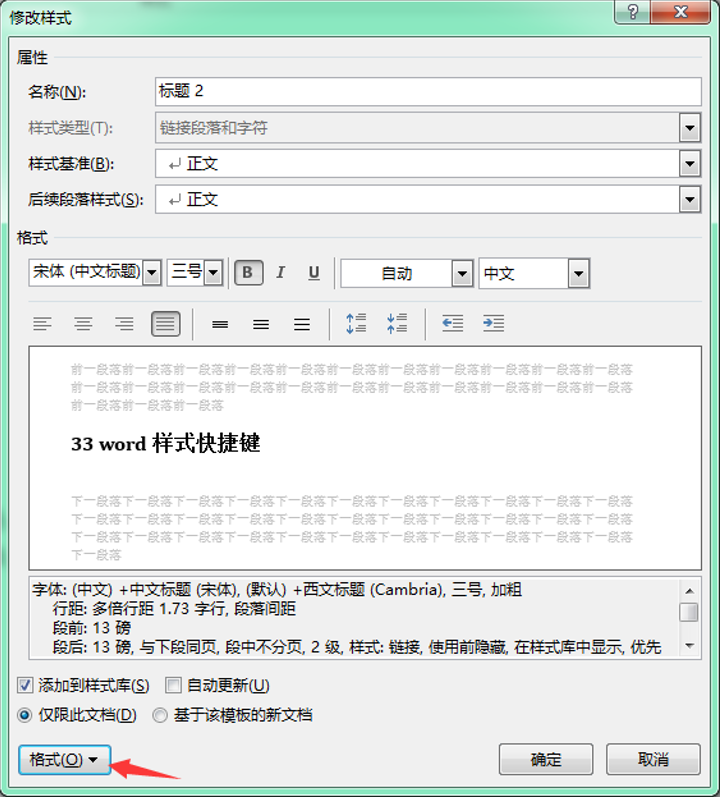 修改样式
?
属性
名称(N): 标题 2
样式类型(T): 链接段落和字符
样式基准(B): ↵ 正文
后续段落样式(S): ↵ 正文
格式
宋体 (中文标题) 三号 B I U 自动 中文
前一段落前一段落前一段落前一段落前一段落前一段落前一段落前一段落前一段落前一段落前一段落
前一段落前一段落前一段落前一段落前一段落前一段落前一段落前一段落前一段落前一段落前一段落
前一段落前一段落前一段落
33 word 样式快捷键
下一段落下一段落下一段落下一段落下一段落下一段落下一段落下一段落下一段落下一段落下一段落
下一段落下一段落下一段落下一段落下一段落下一段落下一段落下一段落下一段落下一段落下一段落
下一段落下一段落下一段落下一段落下一段落下一段落下一段落下一段落下一段落下一段落下一段落
下一段落
字体: (中文) +中文标题 (宋体), (默认) +西文标题 (Cambria), 三号, 加粗
行距: 多倍行距 1.73 字行, 段落间距
段前: 13 磅
段后: 13 磅, 与下段同页, 段中不分页, 2 级, 样式: 链接, 使用前隐藏, 在样式库中显示, 优先
添加到样式库(S) 自动更新(U)
仅限此文档(D) 基于该模板的新文档
格式(O) 确定 取消